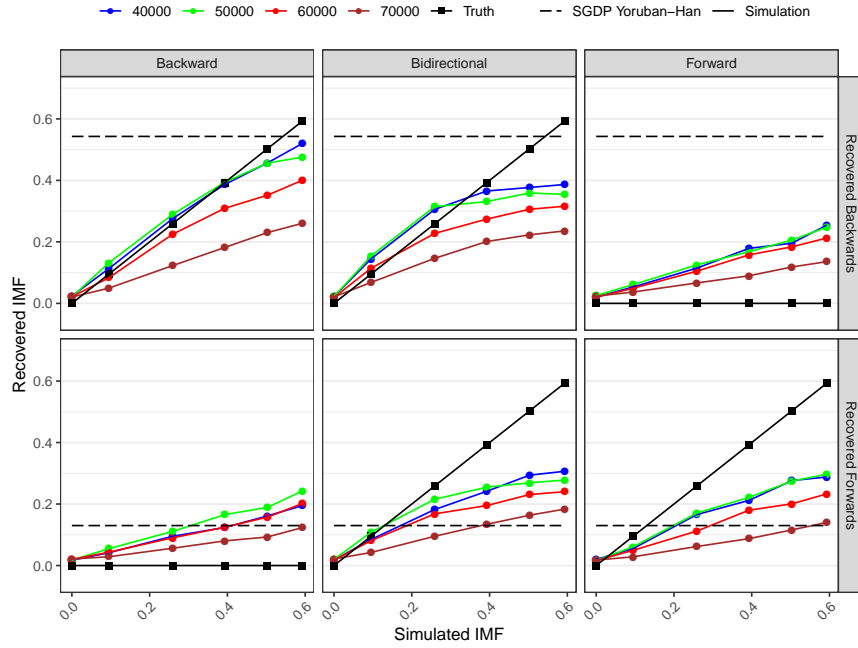 40000 50000 60000 70000 Truth SGDP Yoruban−Han Simulation
Backward Bidirectional Forward
Recovered IMF
0.6
0.4
0.2
0.0
Recovered Backwards
0.6
0.4
0.2
0.0
Recovered Forwards
0.0 0.2 0.4 0.6 0.0 0.2 0.4 0.6 0.0 0.2 0.4 0.6
Simulated IMF